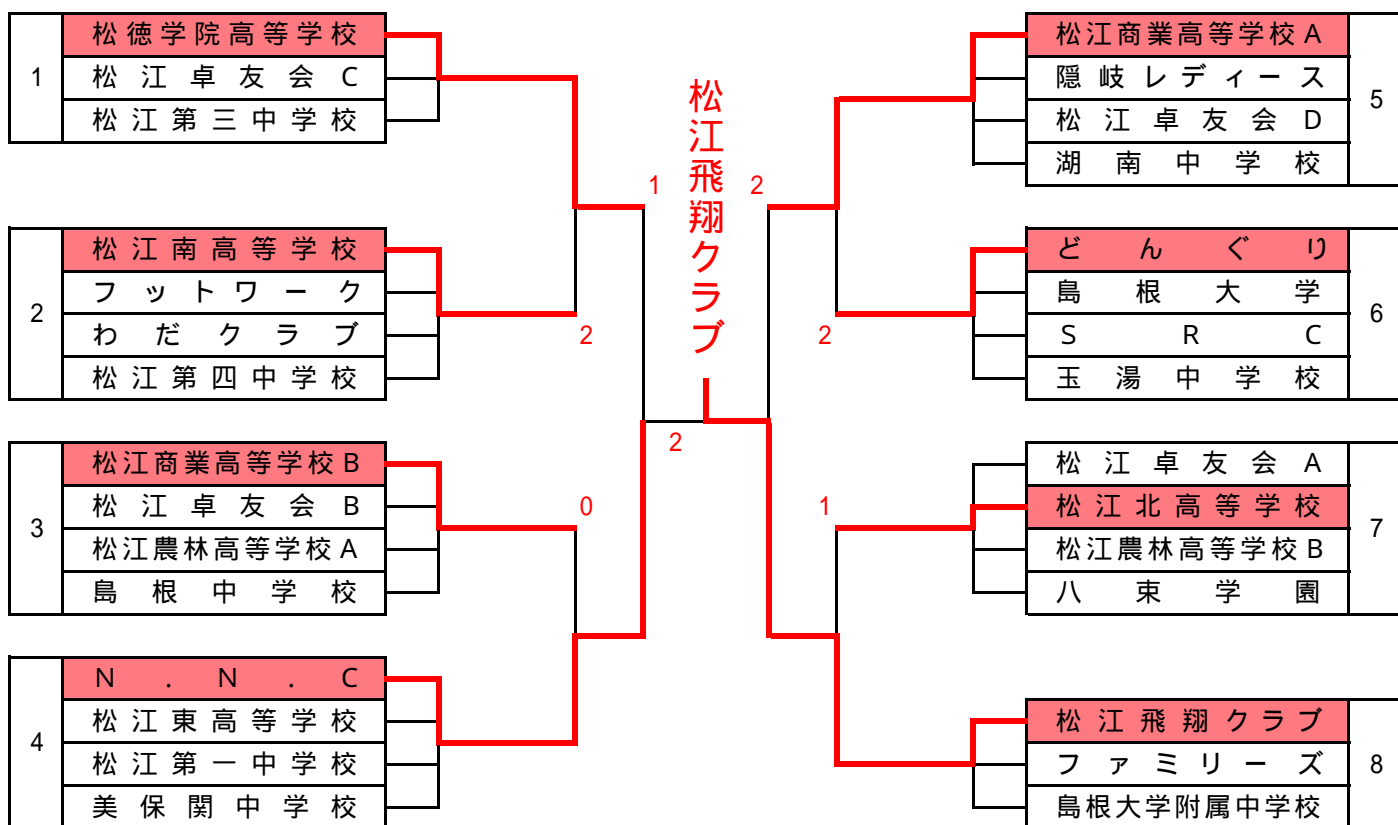 1
松徳学院高等学校
松江卓友会C
松江第三中学校
2
松江南高等学校
フットワーク
わだクラブ
松江第四中学校
3
松江商業高等学校B
松江卓友会B
松江農林高等学校A
島根中学校
4
N.N.C
松江東高等学校
松江第一中学校
美保関中学校
1
2
0
2
松江飛翔クラブ
2
2
1
松江商業高等学校A
隠岐レディース
松江卓友会D
湖南中学校
5
どんぐり
島根大学
SRC
玉湯中学校
6
松江卓友会A
松江北高等学校
松江農林高等学校B
八束学園
7
松江飛翔クラブ
ファミリーズ
島根大学附属中学校
8